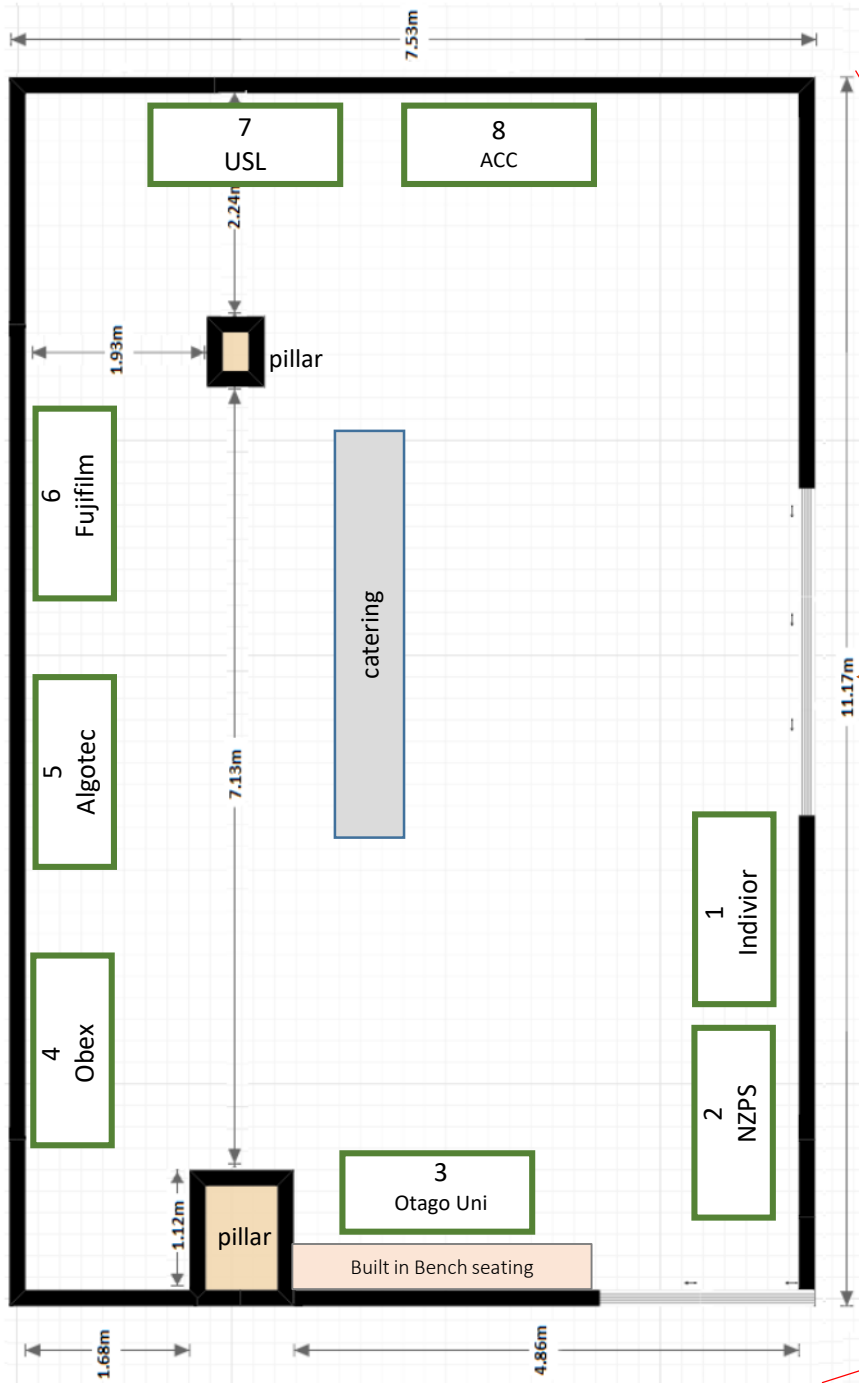 7.53m
7
USL
8
ACC
2.24m
1.93m
pillar
6
Fujifilm
catering
5
Algotec
7.13m
11.17m
1
Indivior
4
Obex
2
NZPS
3
Otago Uni
1.12m
pillar
Built in Bench seating
1.68m
4.86m